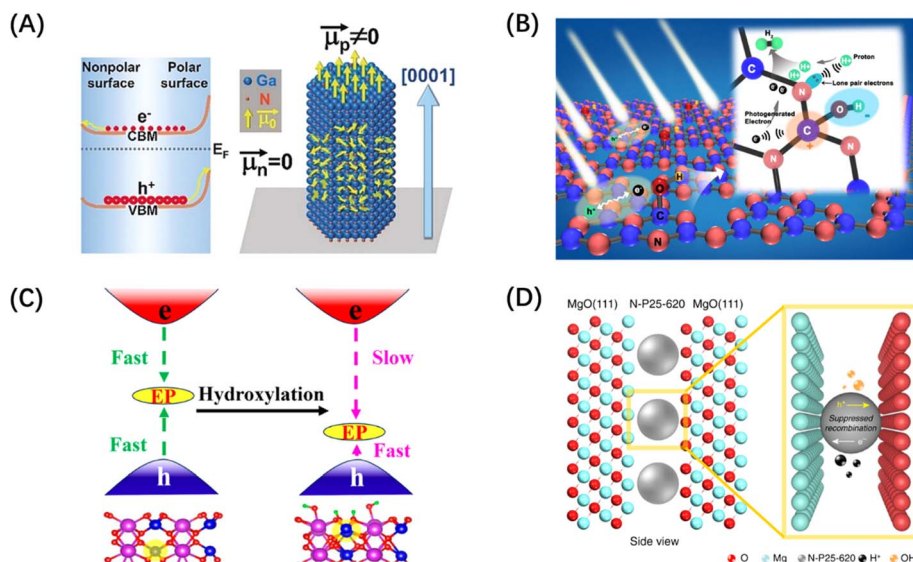 (A)
Nonpolar surface
Polar surface
e-
CBM
E_F
h+
VBM
Ga
N
μ0
μp≠0
μn=0
[0001]
(B)
H2
H+
H+
H+
Proton
Lone pair electrons
e-
e-
C
N
Photogenerated
Electron
O
H
-
C
+
N
N
h+
e-
H
O
h+
e-
C
N
(C)
e
e
Fast
Slow
EP
Hydroxylation
EP
Fast
Fast
h
h
(D)
MgO(111) N-P25-620 MgO(111)
Side view
h+
Suppressed
recombination
e-
O Mg N-P25-620 H+ OH